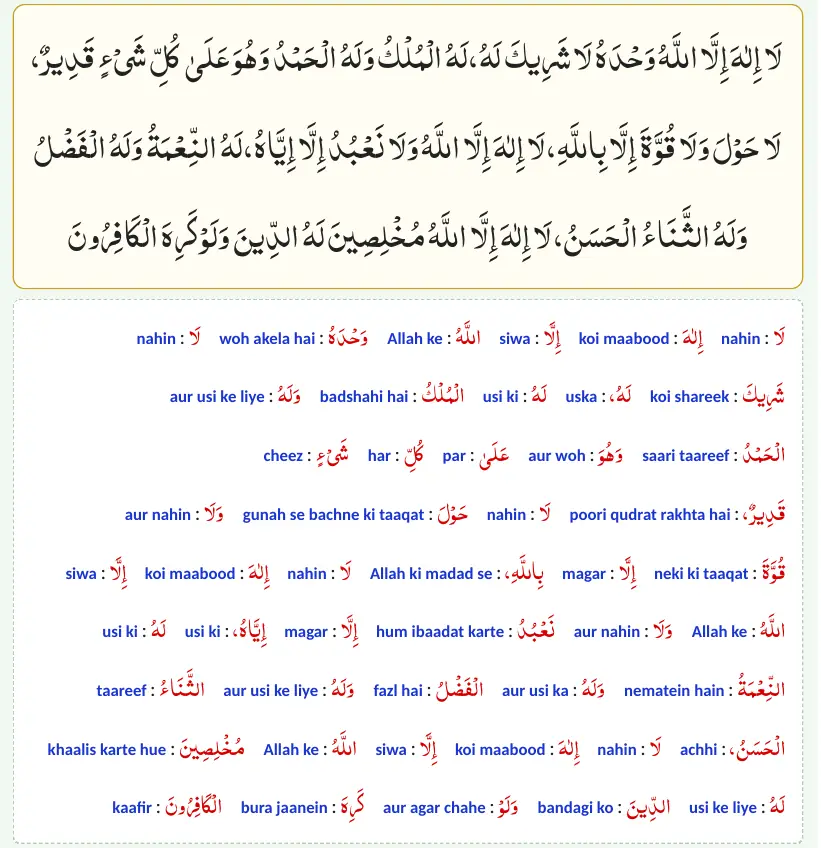 لَا إِلٰهَ إِلَّا اللَّهُ وَحْدَهُ لَا شَرِيكَ لَهُ، لَهُ الْمُلْكُ وَلَهُ الْحَمْدُ وَهُوَ عَلَىٰ كُلِّ شَيْءٍ قَدِيرٌ،
لَا حَوْلَ وَلَا قُوَّةَ إِلَّا بِاللَّهِ، لَا إِلٰهَ إِلَّا اللَّهُ وَلَا نَعْبُدُ إِلَّا إِيَّاهُ، لَهُ النِّعْمَةُ وَلَهُ الْفَضْلُ
وَلَهُ الثَّنَاءُ الْحَسَنُ، لَا إِلٰهَ إِلَّا اللَّهُ مُخْلِصِينَ لَهُ الدِّينَ وَلَوْ كَرِهَ الْكَافِرُونَ
لَا : nahin إِلٰهَ : koi maabood إِلَّا : siwa اللَّهُ : Allah ke وَحْدَهُ : woh akela hai لَا : nahin
شَرِيكَ : koi shareek لَهُ، : uska لَهُ : usi ki الْمُلْكُ : badshahi hai وَلَهُ : aur usi ke liye
الْحَمْدُ : saari taareef وَهُوَ : aur woh عَلَىٰ : par كُلِّ : har شَيْءٍ : cheez
قَدِيرٌ، : poori qudrat rakhta hai لَا : nahin حَوْلَ : gunah se bachne ki taaqat وَلَا : aur nahin
قُوَّةَ : neki ki taaqat إِلَّا : magar بِاللَّهِ، : Allah ki madad se لَا : nahin إِلٰهَ : koi maabood إِلَّا : siwa
اللَّهُ : Allah ke وَلَا : aur nahin نَعْبُدُ : hum ibaadat karte إِلَّا : magar إِيَّاهُ، : usi ki لَهُ : usi ki
النِّعْمَةُ : nematein hain وَلَهُ : aur usi ka الْفَضْلُ : fazl hai وَلَهُ : aur usi ke liye الثَّنَاءُ : taareef
الْحَسَنُ، : achhi لَا : nahin إِلٰهَ : koi maabood إِلَّا : siwa اللَّهُ : Allah ke مُخْلِصِينَ : khaalis karte hue
لَهُ : usi ke liye الدِّينَ : bandagi ko وَلَوْ : aur agar chahe كَرِهَ : bura jaanein الْكَافِرُونَ : kaafir